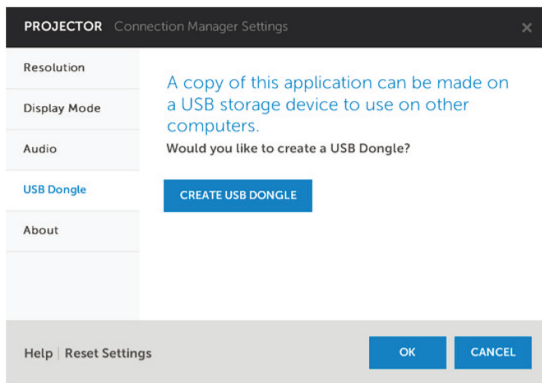 PROJECTOR Connection Manager Settings ×
Resolution
Display Mode
Audio
USB Dongle
About
A copy of this application can be made on
a USB storage device to use on other
computers.
Would you like to create a USB Dongle?
CREATE USB DONGLE
Help | Reset Settings
OK
CANCEL